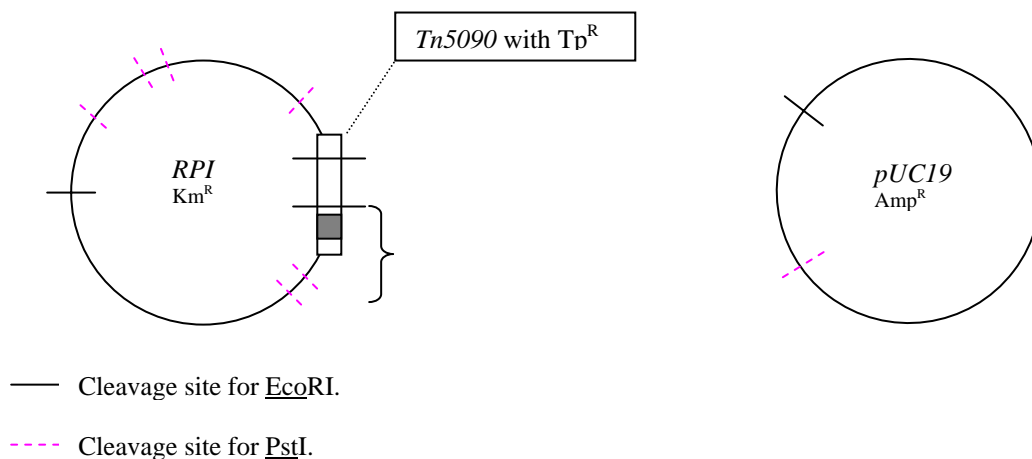 Tn5090 with Tp^R
RPI
Km^R
pUC19
Amp^R
Cleavage site for EcoRI.
Cleavage site for PstI.